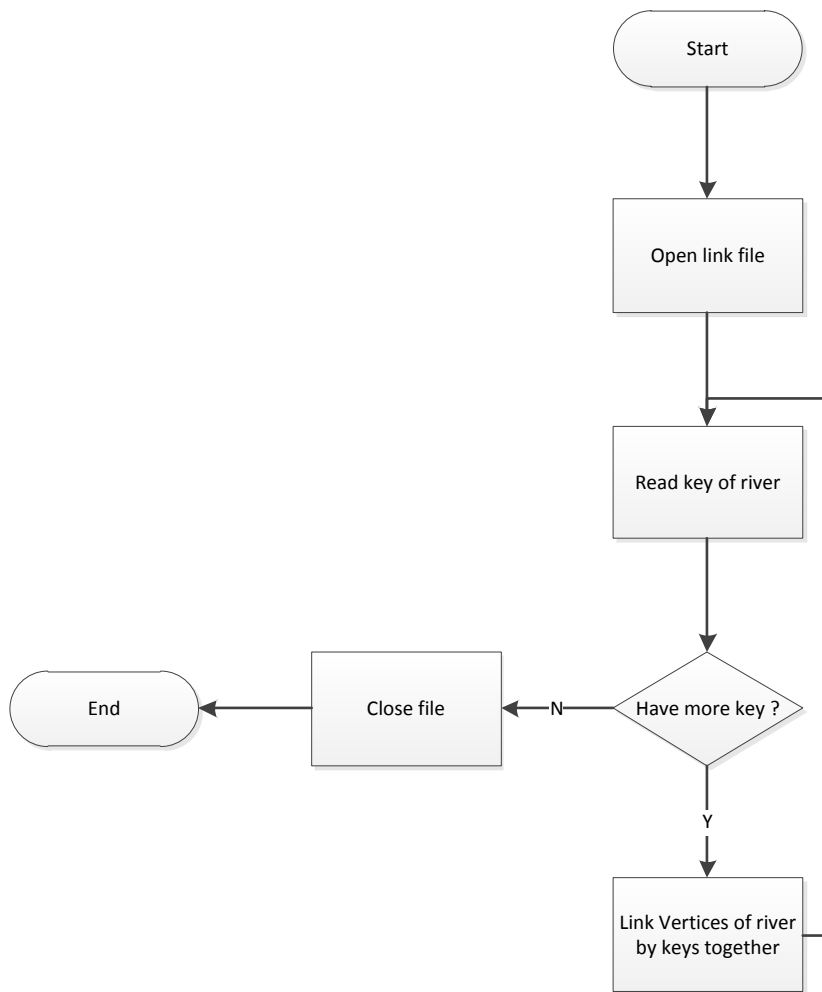 Start
Open link file
Read key of river
Have more key ?
N
Close file
End
Y
Link Vertices of river
by keys together